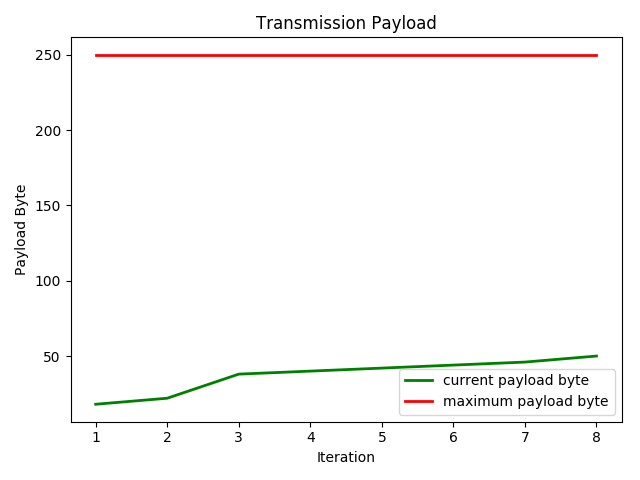 Transmission Payload
250
200
150
100
50
Payload Byte
current payload byte
maximum payload byte
1 2 3 4 5 6 7 8
Iteration